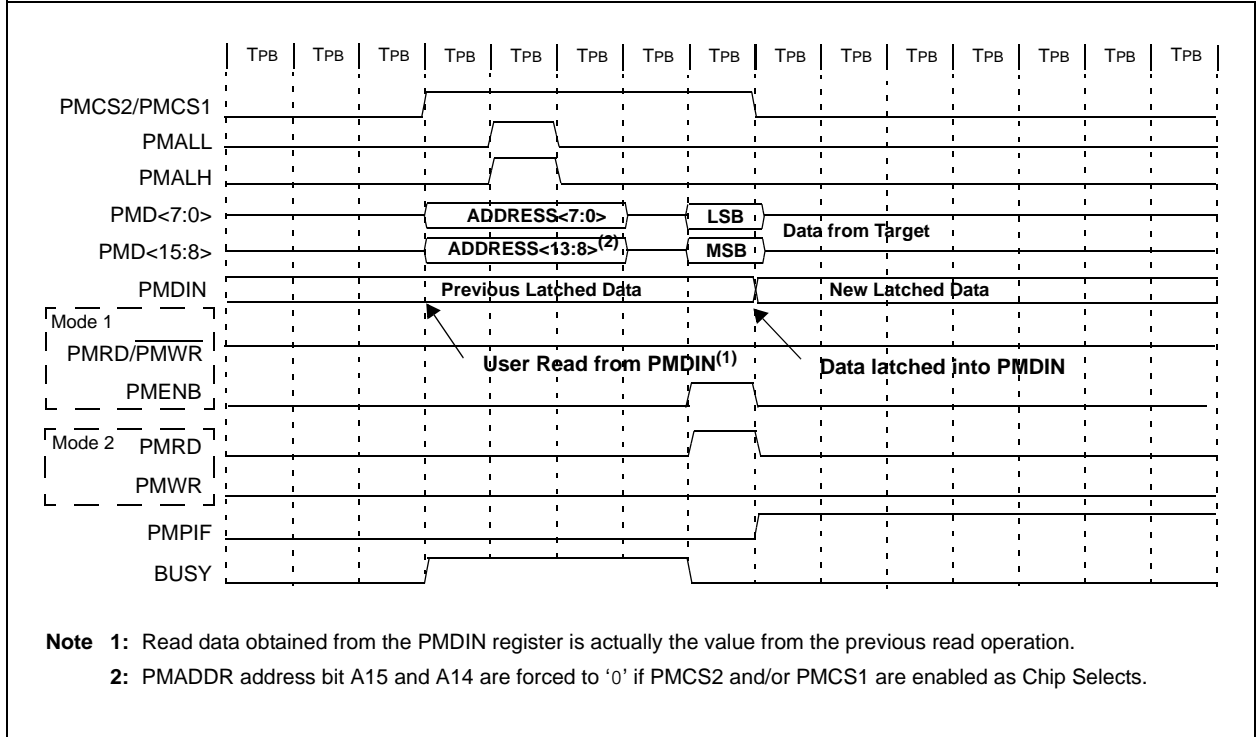 TPB TPB TPB TPB TPB TPB TPB TPB TPB TPB TPB TPB TPB TPB TPB
PMCS2/PMCS1
PMALL
PMALH
PMD<7:0> ADDRESS<7:0> LSB
Data from Target
PMD<15:8> ADDRESS<13:8>(2) MSB
PMDIN Previous Latched Data New Latched Data
Mode 1
PMRD/PMWR
User Read from PMDIN(1) Data latched into PMDIN
PMENB
Mode 2 PMRD
PMWR
PMPIF
BUSY
Note 1: Read data obtained from the PMDIN register is actually the value from the previous read operation.
2: PMADDR address bit A15 and A14 are forced to ‘0’ if PMCS2 and/or PMCS1 are enabled as Chip Selects.